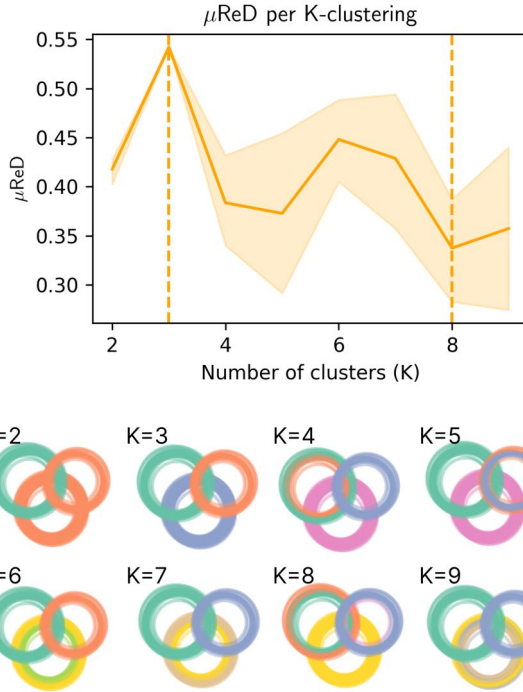 μReD per K-clustering
0.55
0.50
0.45
0.40
0.35
0.30
μReD
2 4 6 8
Number of clusters (K)
=2 K=3 K=4 K=5
=6 K=7 K=8 K=9